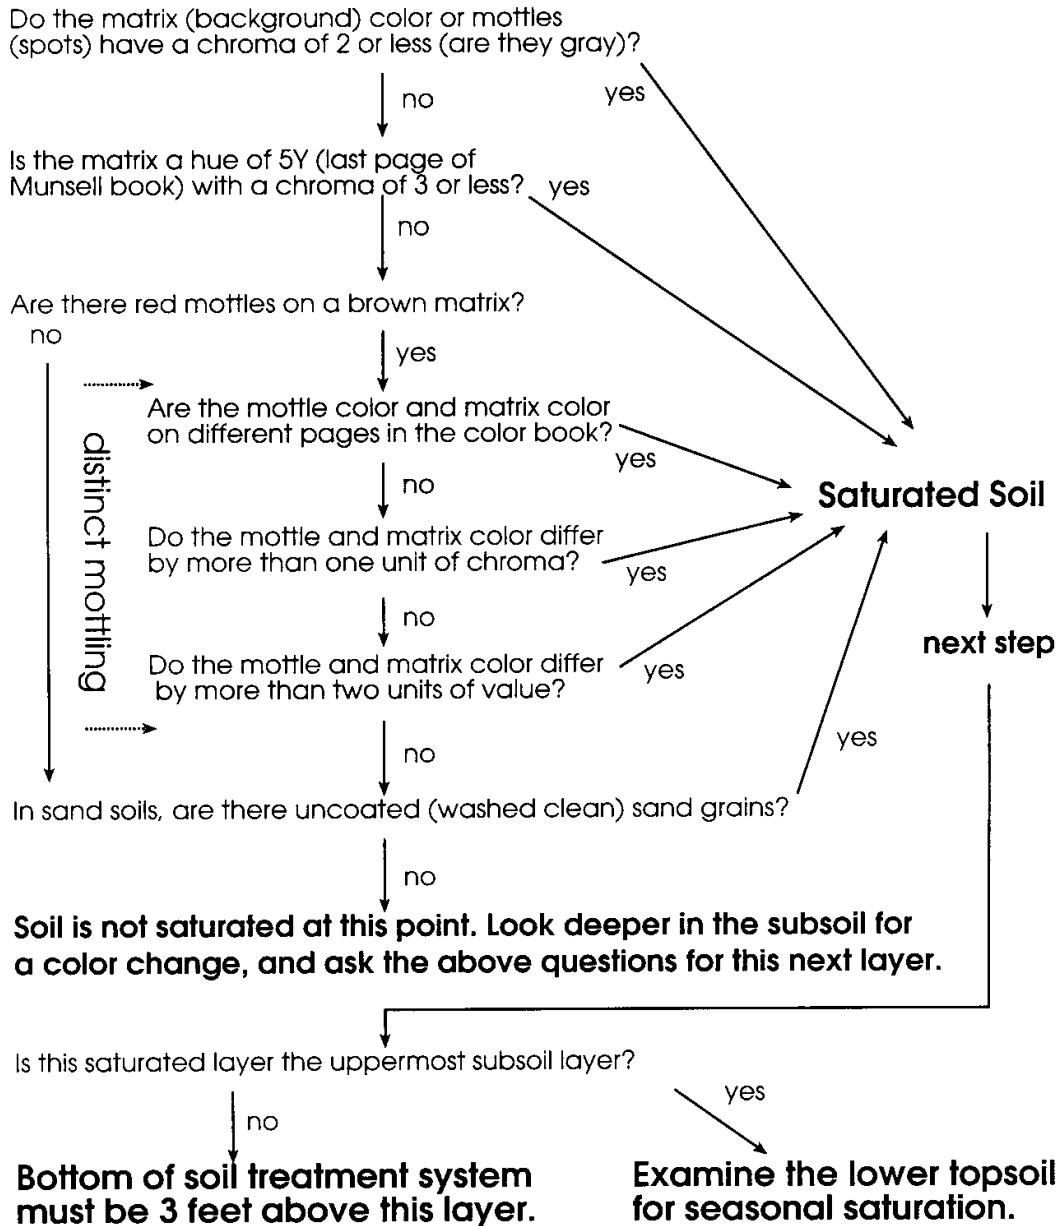 Do the matrix (background) color or mottles
(spots) have a chroma of 2 or less (are they gray)?
no
yes
Is the matrix a hue of 5Y (last page of
Munsell book) with a chroma of 3 or less?
yes
no
Are there red mottles on a brown matrix?
no
yes
Are the mottle color and matrix color
on different pages in the color book?
yes
distinct mottling
no
Saturated Soil
Do the mottle and matrix color differ
by more than one unit of chroma?
yes
no
next step
Do the mottle and matrix color differ
by more than two units of value?
yes
no
yes
In sand soils, are there uncoated (washed clean) sand grains?
no
Soil is not saturated at this point. Look deeper in the subsoil for
a color change, and ask the above questions for this next layer.
Is this saturated layer the uppermost subsoil layer?
yes
no
Bottom of soil treatment system
must be 3 feet above this layer.
Examine the lower topsoil
for seasonal saturation.